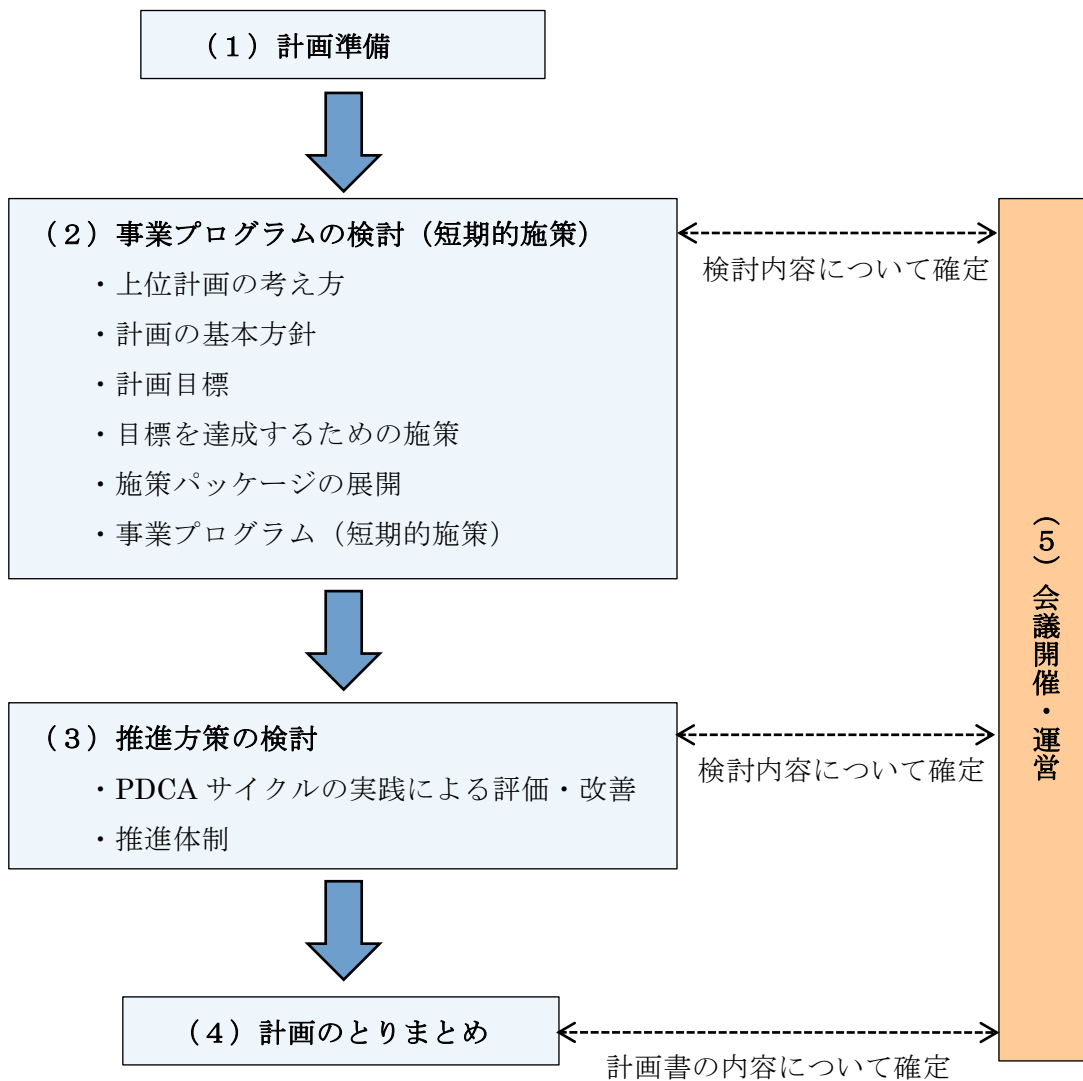 （１）計画準備
（２）事業プログラムの検討（短期的施策）
・上位計画の考え方
・計画の基本方針
・計画目標
・目標を達成するための施策
・施策パッケージの展開
・事業プログラム（短期的施策）
検討内容について確定
（３）推進方策の検討
・PDCA サイクルの実践による評価・改善
・推進体制
検討内容について確定
（４）計画のとりまとめ
計画書の内容について確定
（５）会議開催・運営